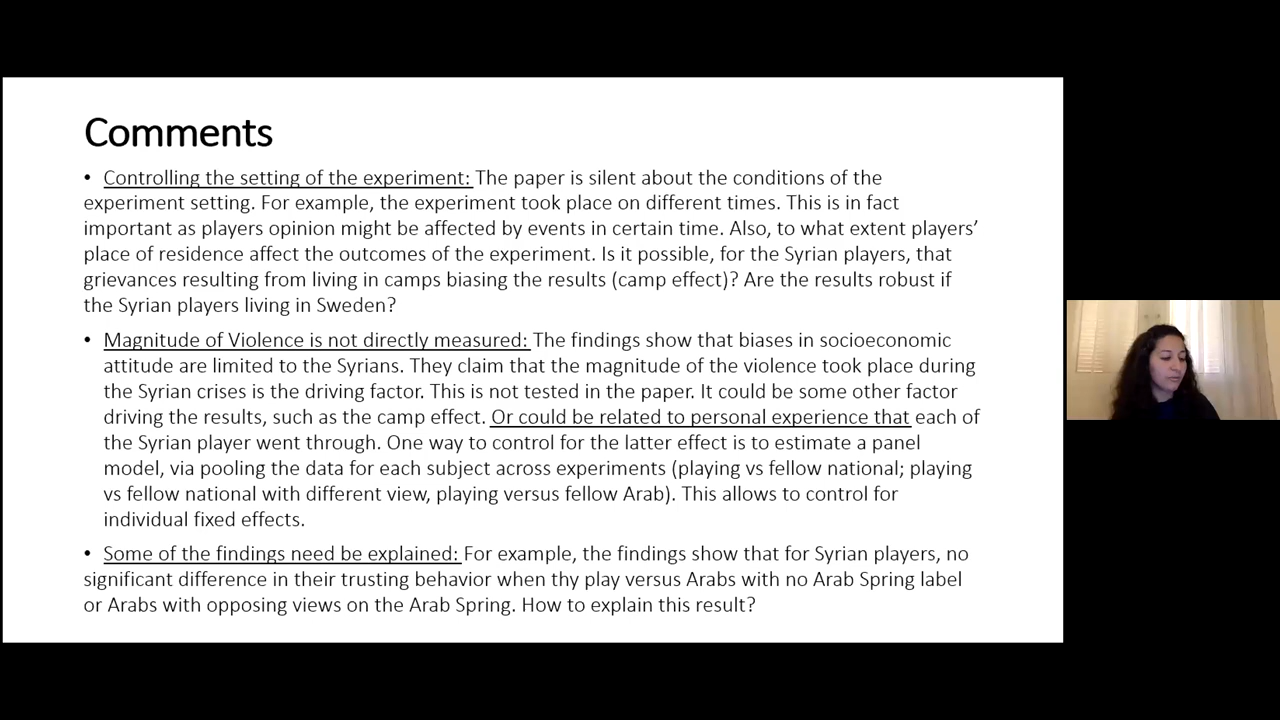 Comments
• Controlling the setting of the experiment: The paper is silent about the conditions of the
experiment setting. For example, the experiment took place on different times. This is in fact
important as players opinion might be affected by events in certain time. Also, to what extent players’
place of residence affect the outcomes of the experiment. Is it possible, for the Syrian players, that
grievances resulting from living in camps biasing the results (camp effect)? Are the results robust if
the Syrian players living in Sweden?
• Magnitude of Violence is not directly measured: The findings show that biases in socioeconomic
attitude are limited to the Syrians. They claim that the magnitude of the violence took place during
the Syrian crises is the driving factor. This is not tested in the paper. It could be some other factor
driving the results, such as the camp effect. Or could be related to personal experience that each of
the Syrian player went through. One way to control for the latter effect is to estimate a panel
model, via pooling the data for each subject across experiments (playing vs fellow national; playing
vs fellow national with different view, playing versus fellow Arab). This allows to control for
individual fixed effects.
• Some of the findings need be explained: For example, the findings show that for Syrian players, no
significant difference in their trusting behavior when thy play versus Arabs with no Arab Spring label
or Arabs with opposing views on the Arab Spring. How to explain this result?